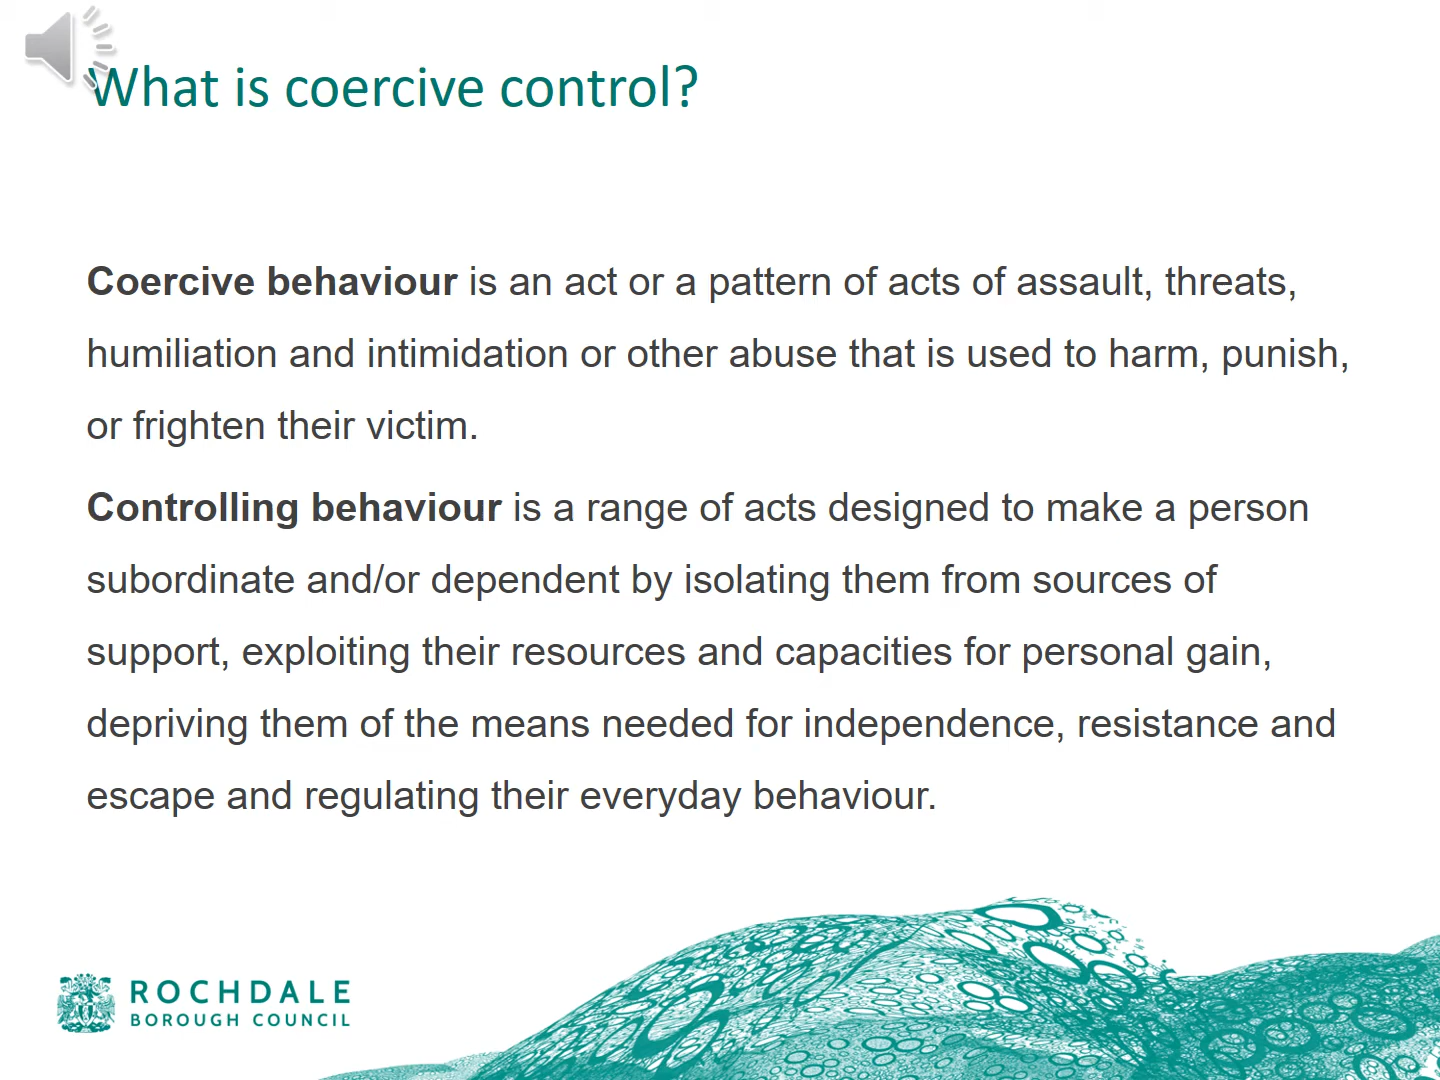 What is coercive control?
Coercive behaviour is an act or a pattern of acts of assault, threats,
humiliation and intimidation or other abuse that is used to harm, punish,
or frighten their victim.
Controlling behaviour is a range of acts designed to make a person
subordinate and/or dependent by isolating them from sources of
support, exploiting their resources and capacities for personal gain,
depriving them of the means needed for independence, resistance and
escape and regulating their everyday behaviour.
ROCHDALE
BOROUGH COUNCIL